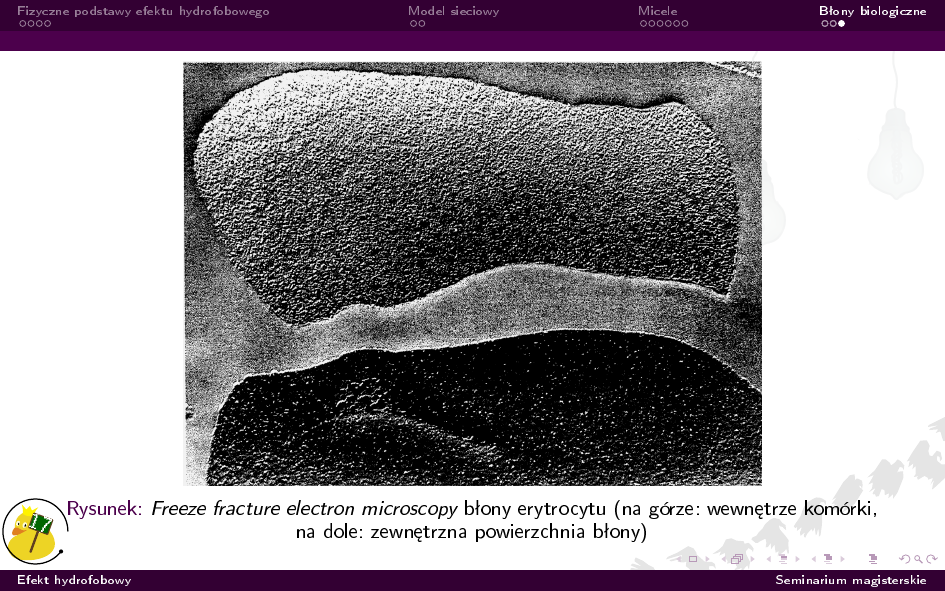 Fizyczne podstawy efektu hydrofobowego
Model sieciowy
Micele
Błony biologiczne
Rysunek: Freeze fracture electron microscopy błony erytrocytu (na górze: wewnętrze komórki,
na dole: zewnętrzna powierzchnia błony)
Efekt hydrofobowy
Seminarium magisterskie